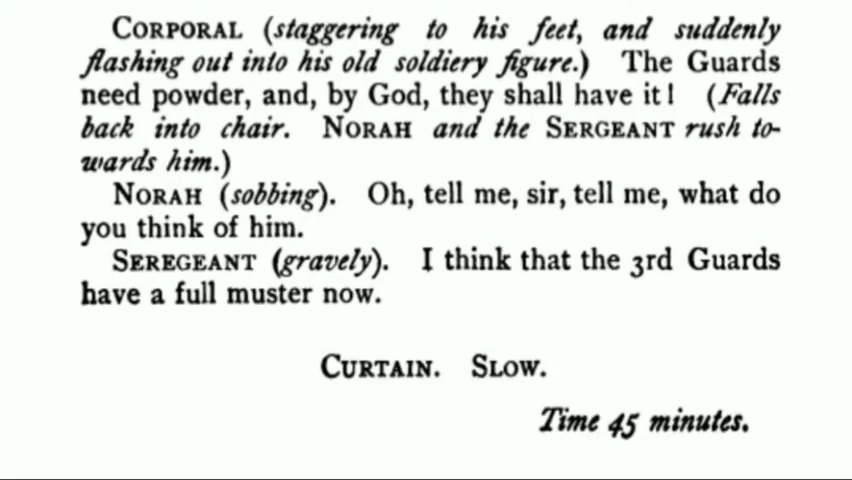 CORPORAL (staggering to his feet, and suddenly
flashing out into his old soldiery figure.) The Guards
need powder, and, by God, they shall have it! (Falls
back into chair. NORAH and the SERGEANT rush to-
wards him.)
NORAH (sobbing). Oh, tell me, sir, tell me, what do
you think of him.
SEREGEANT (gravely). I think that the 3rd Guards
have a full muster now.
CURTAIN. SLOW.
Time 45 minutes.